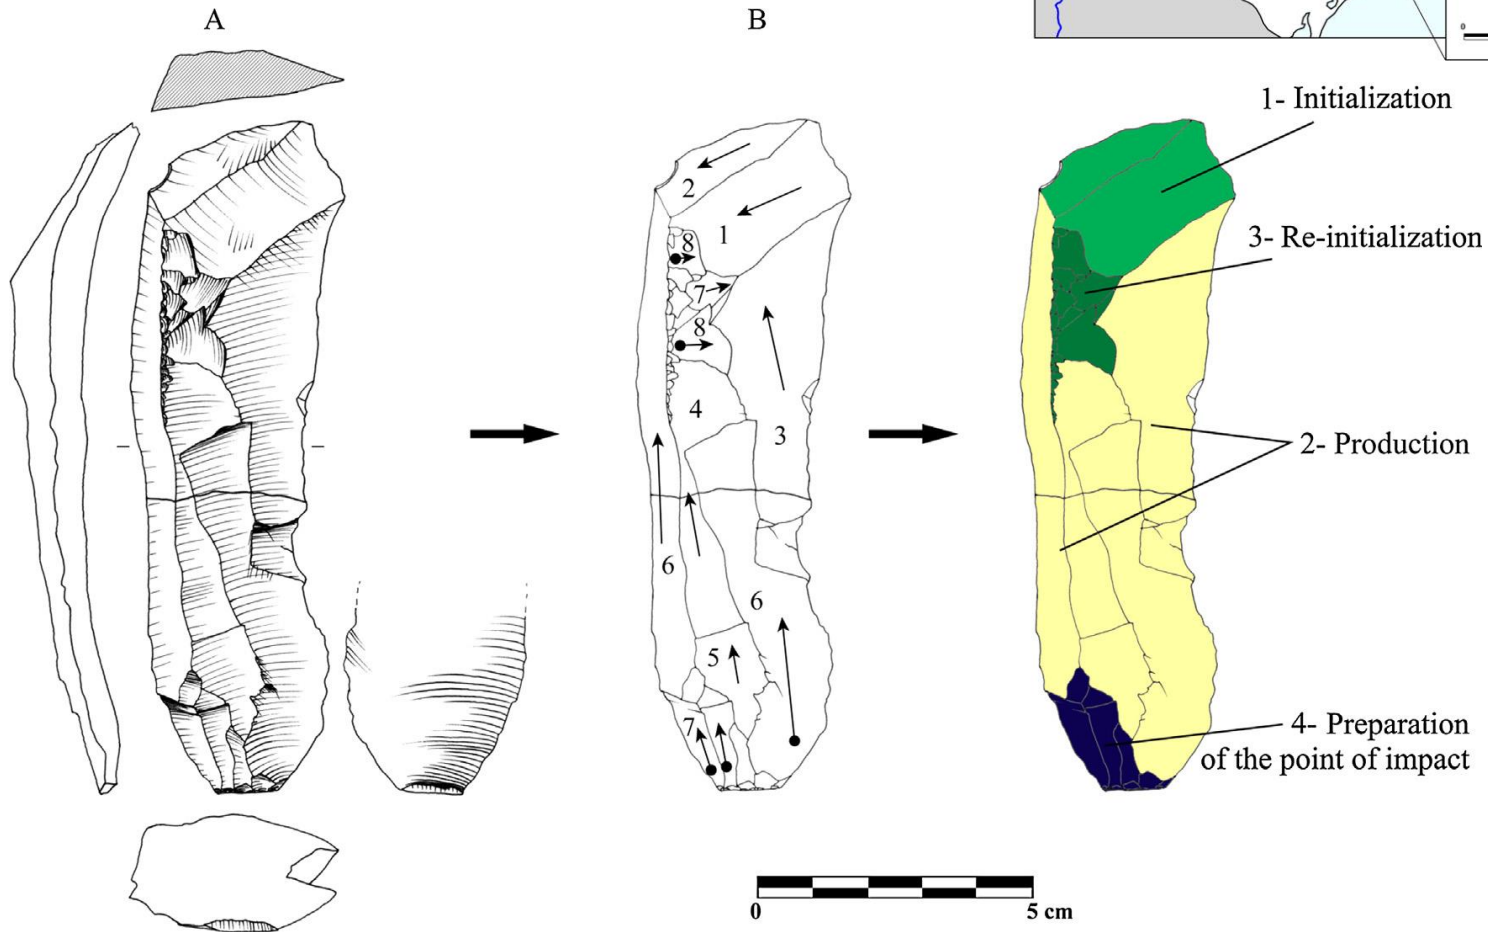 A
B
0
1- Initialization
2
1
8
3- Re-initialization
7
8
4
3
2- Production
6
6
5
7
4- Preparation
of the point of impact
0
5 cm